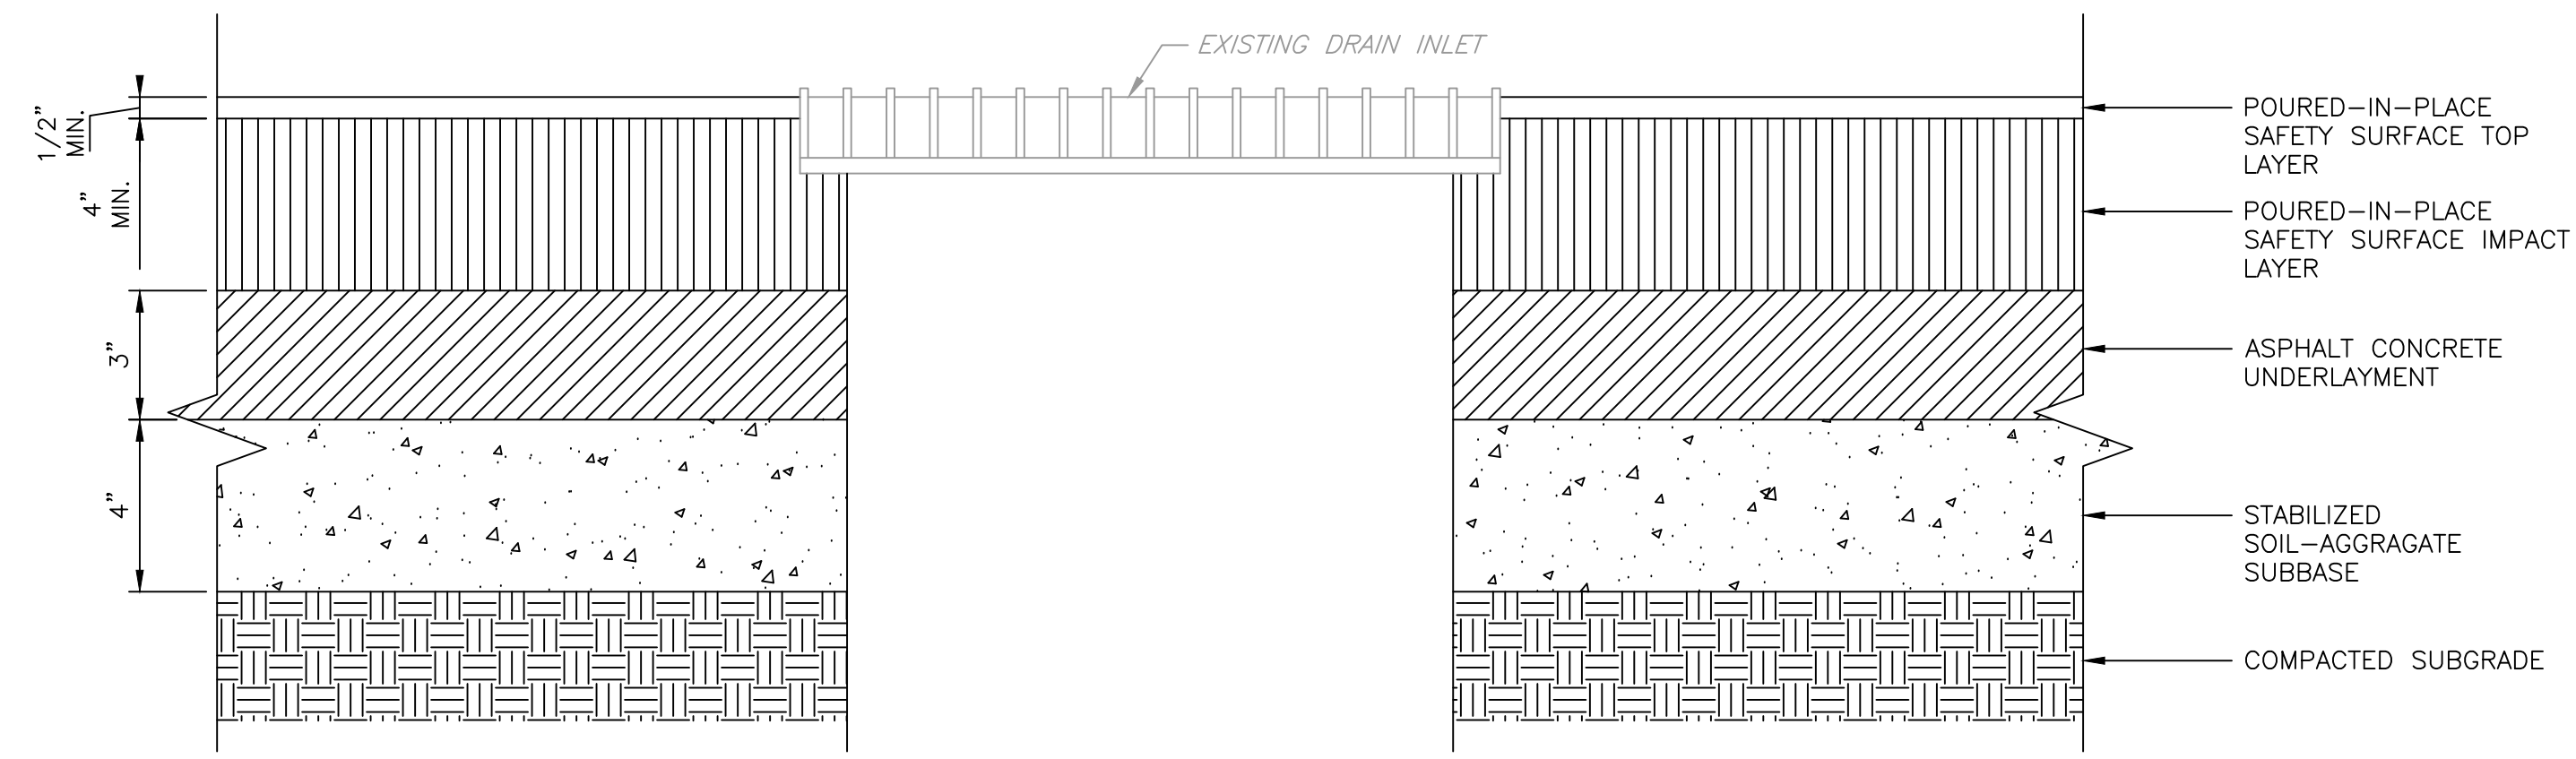 EXISTING DRAIN INLET
1/2"
MIN.
4"
MIN.
3"
4"
POURED-IN-PLACE
SAFETY SURFACE TOP
LAYER
POURED-IN-PLACE
SAFETY SURFACE IMPACT
LAYER
ASPHALT CONCRETE
UNDERLAYMENT
STABILIZED
SOIL-AGGRAGATE
SUBBASE
COMPACTED SUBGRADE